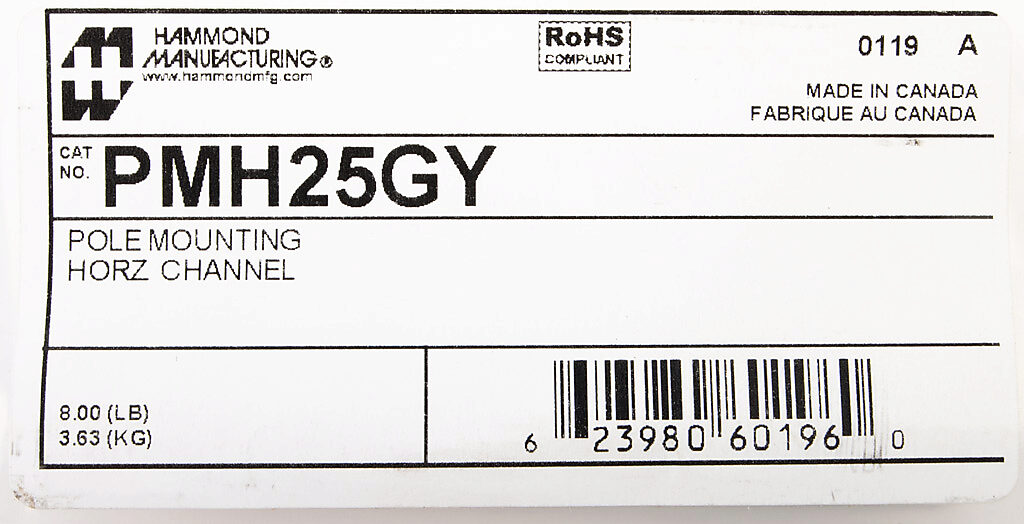 HAMMOND
MANUFACTURING®
www.hammondmfg.com
RoHS
COMPLIANT
0119 A
MADE IN CANADA
FABRIQUE AU CANADA
CAT
NO.
PMH25GY
POLE MOUNTING
HORZ CHANNEL
8.00 (LB)
3.63 (KG)
6 23980 60196 0